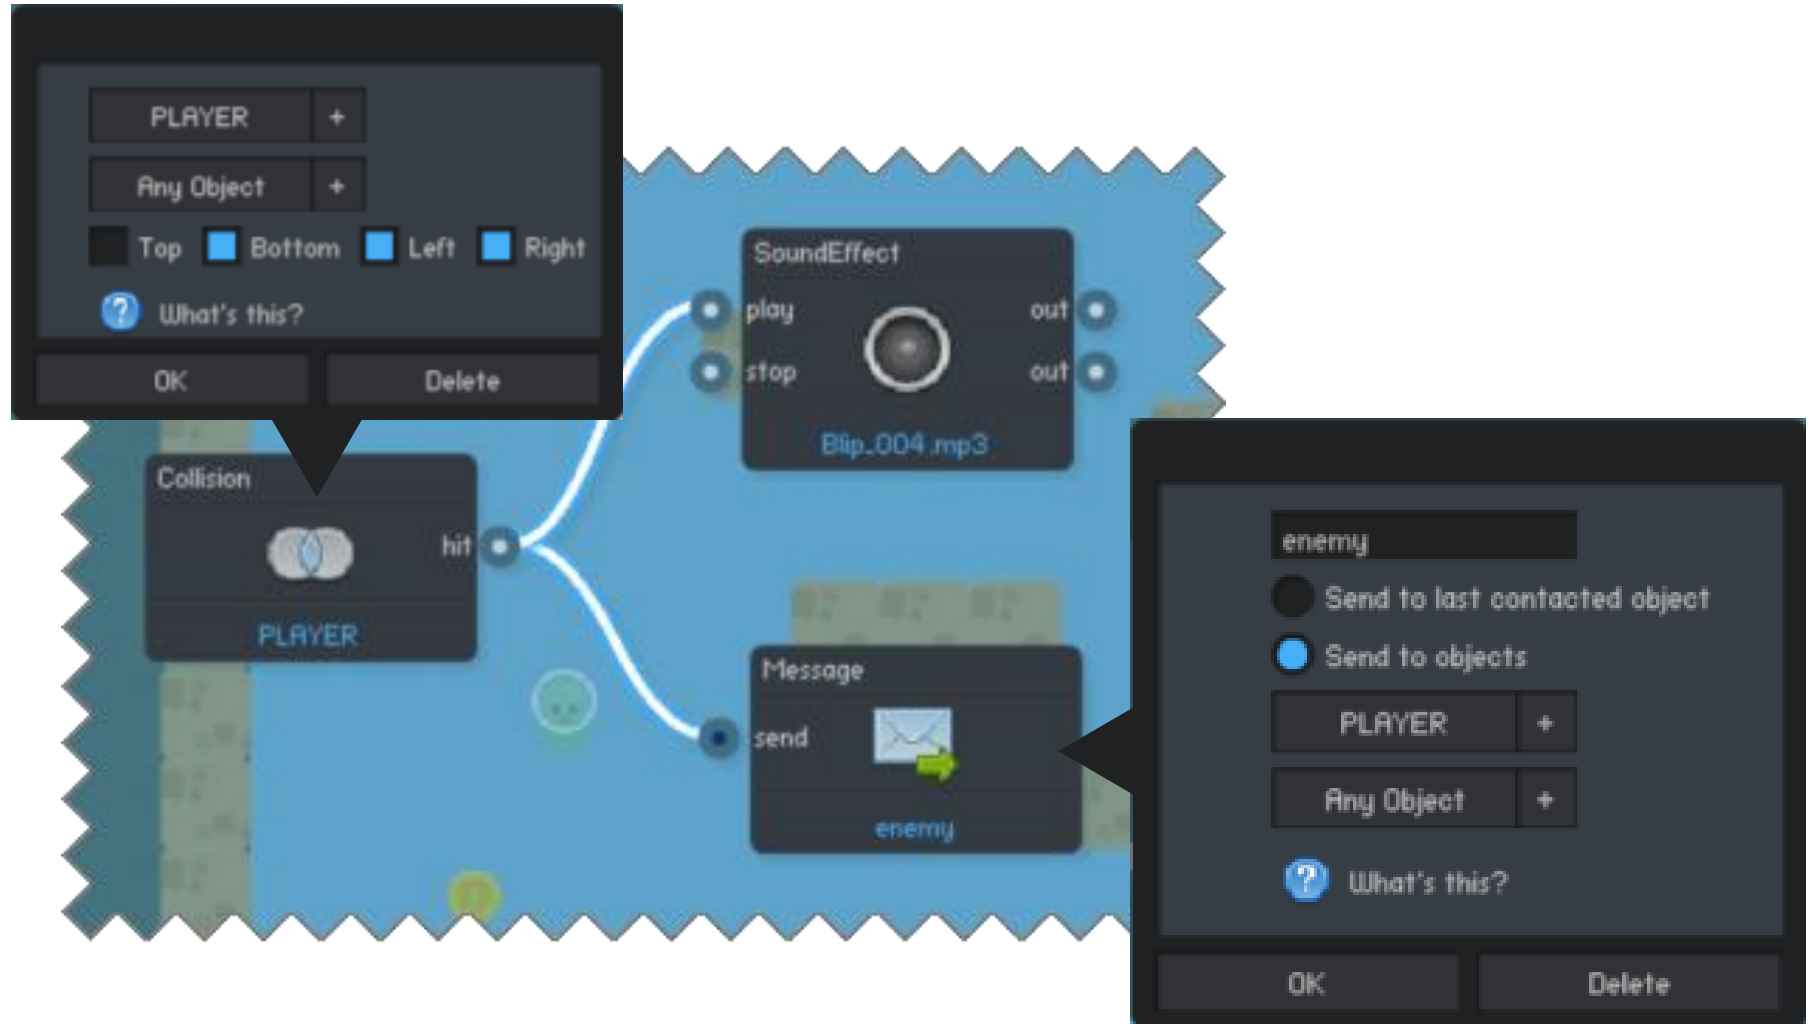 PLAYER +
Any Object +
Top Bottom Left Right
? What's this?
OK Delete
SoundEffect
play out
stop out
Blip_004.mp3
Collision
hit
PLAYER
Message
send
enemy
enemy
Send to last contacted object
Send to objects
PLAYER +
Any Object +
? What's this?
OK Delete